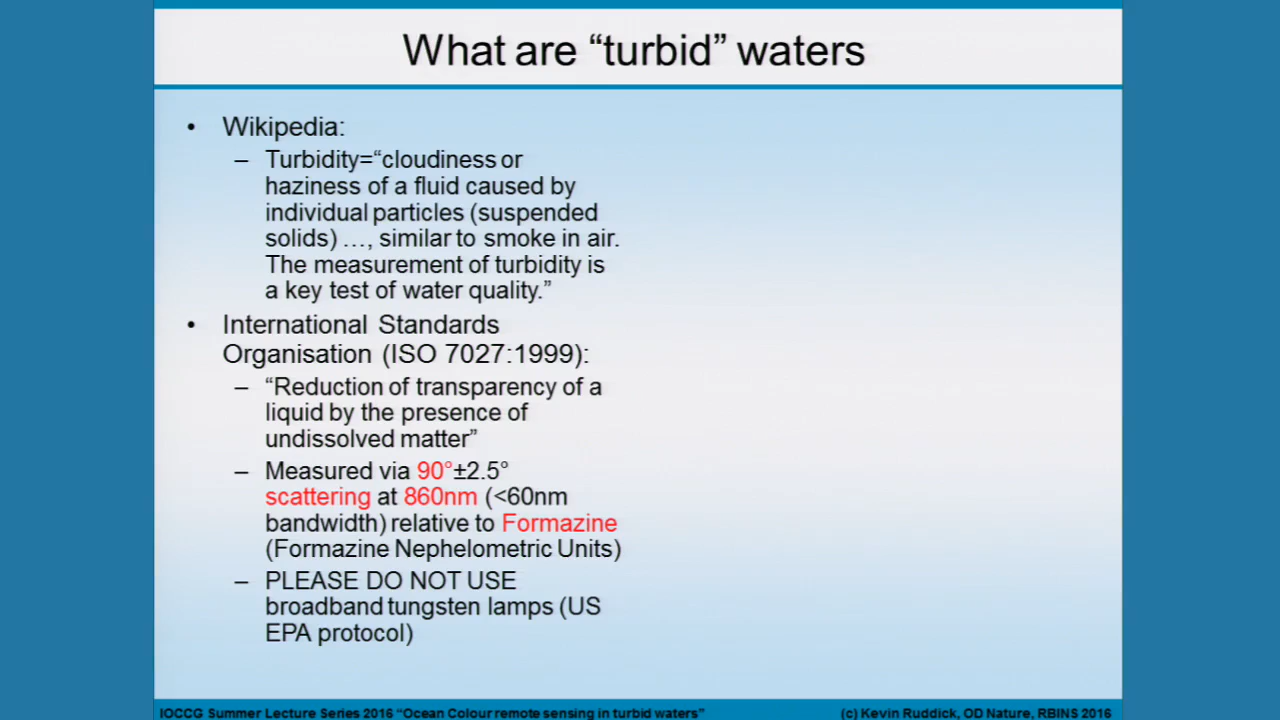 What are “turbid” waters
• Wikipedia:
– Turbidity=“cloudiness or
haziness of a fluid caused by
individual particles (suspended
solids) …, similar to smoke in air.
The measurement of turbidity is
a key test of water quality.”
• International Standards
Organisation (ISO 7027:1999):
– “Reduction of transparency of a
liquid by the presence of
undissolved matter”
– Measured via 90°±2.5°
scattering at 860nm (<60nm
bandwidth) relative to Formazine
(Formazine Nephelometric Units)
– PLEASE DO NOT USE
broadband tungsten lamps (US
EPA protocol)
IOCCG Summer Lecture Series 2016 “Ocean Colour remote sensing in turbid waters”
(c) Kevin Ruddick, OD Nature, RBINS 2016